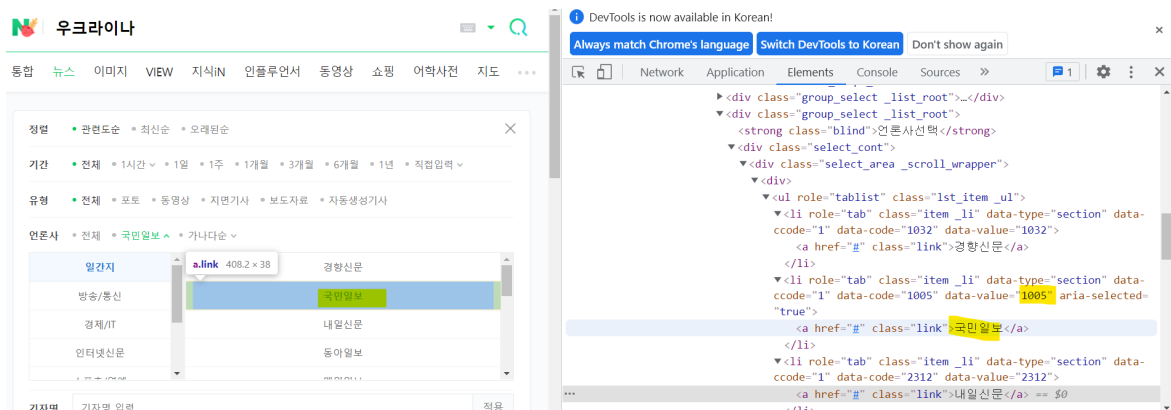 우크라이나
통합 뉴스 이미지 VIEW 지식iN 인플루언서 동영상 쇼핑 어학사전 지도
정렬 관련도순 최신순 오래된순
기간 전체 1시간 1일 1주 1개월 3개월 6개월 1년 직접입력
유형 전체 포토 동영상 지면기사 보도자료 자동생성기사
언론사 전체 국민일보 가나다순
일간지
방송/통신
경제/IT
인터넷신문
a.link 408.2 × 38
경향신문
국민일보
내일신문
동아일보
기자명 기자명 입력 적용
DevTools is now available in Korean!
Always match Chrome's language Switch DevTools to Korean Don't show again
Network Application Elements Console Sources » 1
▶<div class="group_select _list_root">…</div>
▼<div class="group_select _list_root">
<strong class="blind">언론사선택</strong>
▼<div class="select_cont">
▼<div class="select_area _scroll_wrapper">
▼<div>
▼<ul role="tablist" class="lst_item _ul">
▼<li role="tab" class="item _li" data-type="section" data-
ccode="1" data-code="1032" data-value="1032">
<a href="#" class="link">경향신문</a>
</li>
▼<li role="tab" class="item _li" data-type="section" data-
ccode="1" data-code="1005" data-value="1005" aria-selected=
"true">
<a href="#" class="link">국민일보</a>
</li>
▼<li role="tab" class="item _li" data-type="section" data-
ccode="1" data-code="2312" data-value="2312">
<a href="#" class="link">내일신문</a> == $0